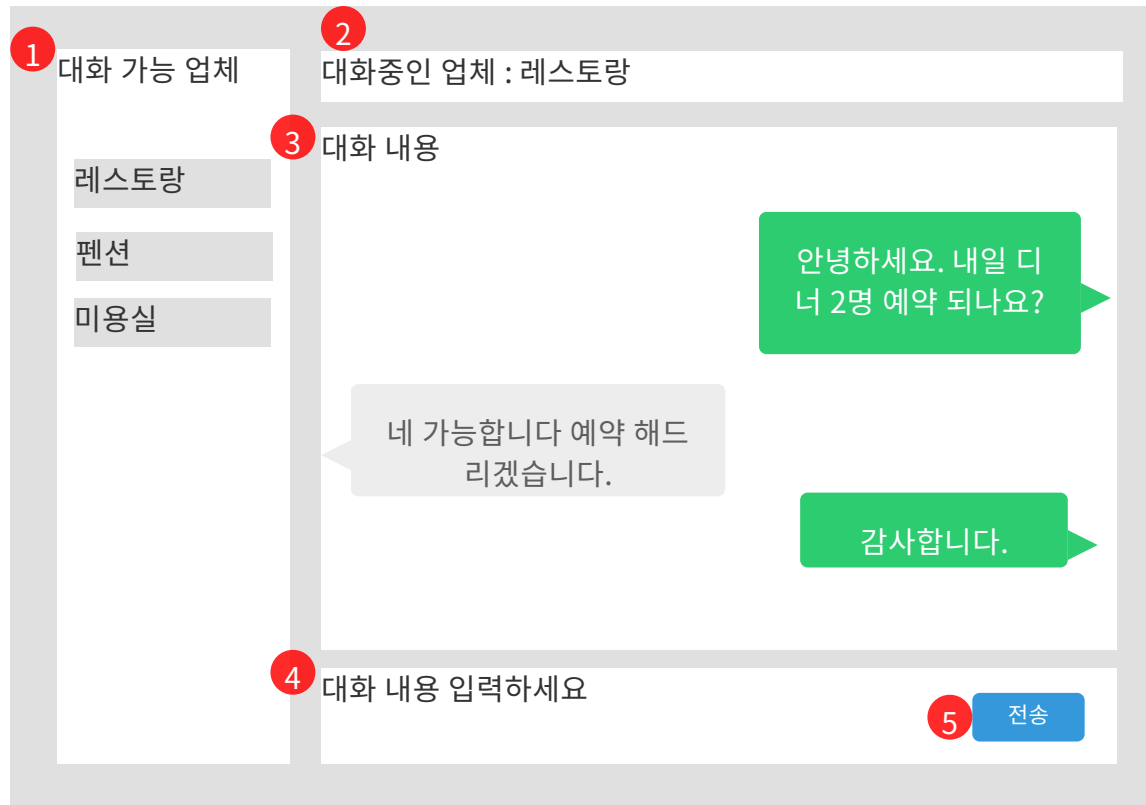 1
대화 가능 업체
레스토랑
펜션
미용실
2
대화중인 업체 : 레스토랑
3
대화 내용
안녕하세요. 내일 디
너 2명 예약 되나요?
네 가능합니다 예약 해드
리겠습니다.
감사합니다.
4
대화 내용 입력하세요
5
전송